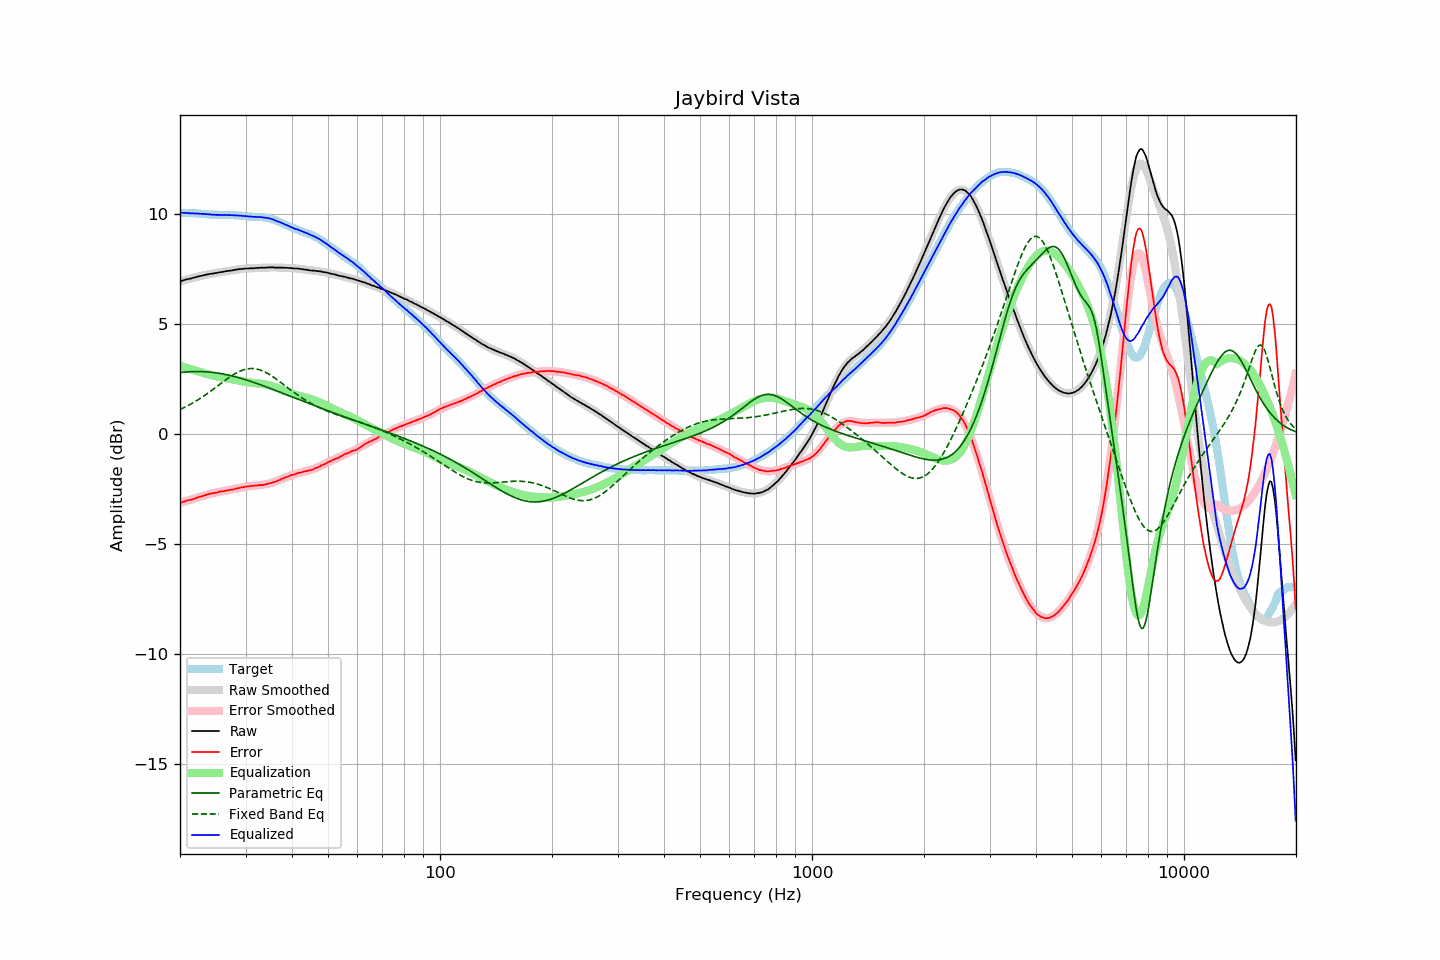 Jaybird Vista
Amplitude (dBr)
10
5
0
−5
−10
−15
Target
Raw Smoothed
Error Smoothed
Raw
Error
Equalization
Parametric Eq
Fixed Band Eq
Equalized
100
1000
10000
Frequency (Hz)